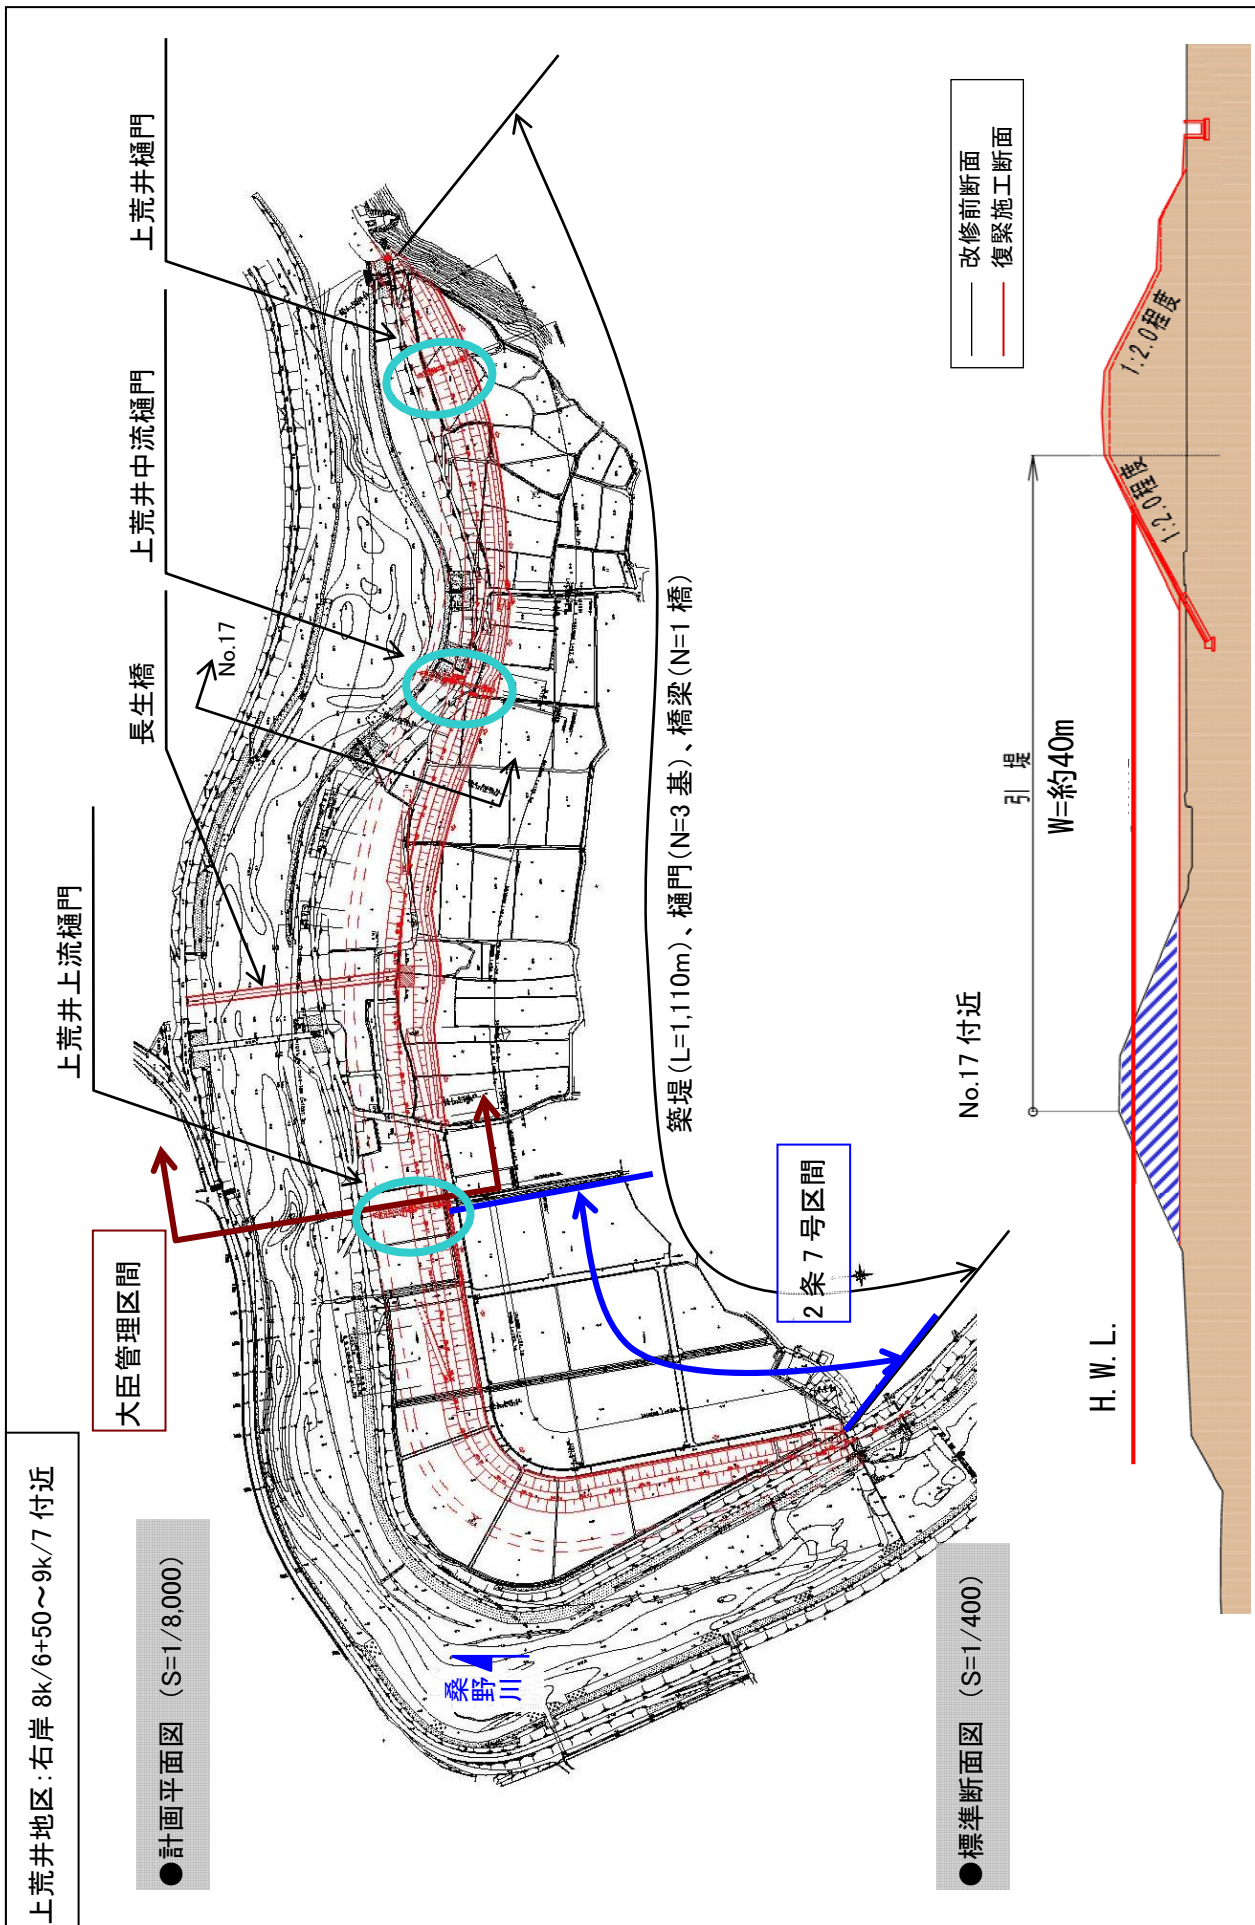 上荒井地区：右岸 8k/6+50～9k/7 付近
●計画平面図 （S=1/8,000）
大臣管理区間
上荒井上流樋門
長生橋
上荒井中流樋門
上荒井樋門
No.17
桑野川
築堤（L=1,110m）、樋門（N=3 基）、橋梁（N=1 橋）
2 条 7 号区間
●標準断面図 （S=1/400）
No.17 付近
H.W.L.
引堤
W=約40m
1:2.0程度
1:2.0程度
改修前断面
復緊施工断面